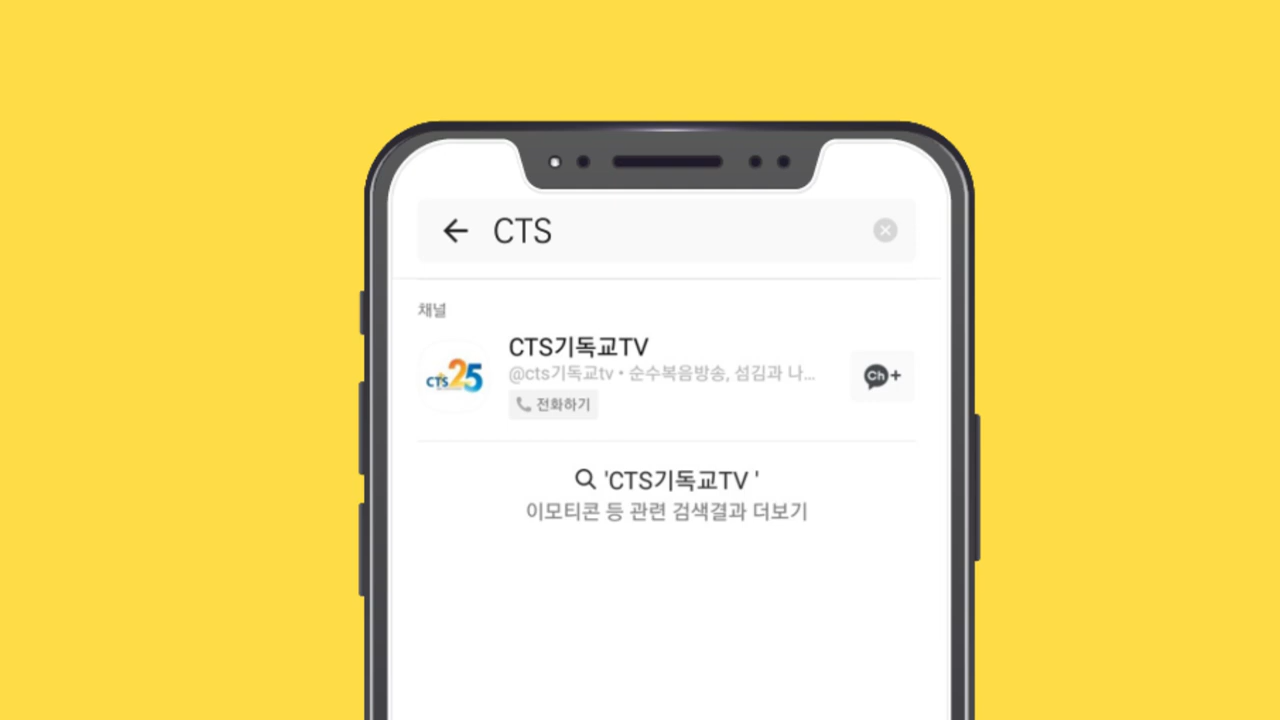 CTS
채널
CTS기독교TV
@cts기독교tv • 순수복음방송, 섬김과 나...
CTS 25
Ch+
전화하기
'CTS기독교TV '
이모티콘 등 관련 검색결과 더보기